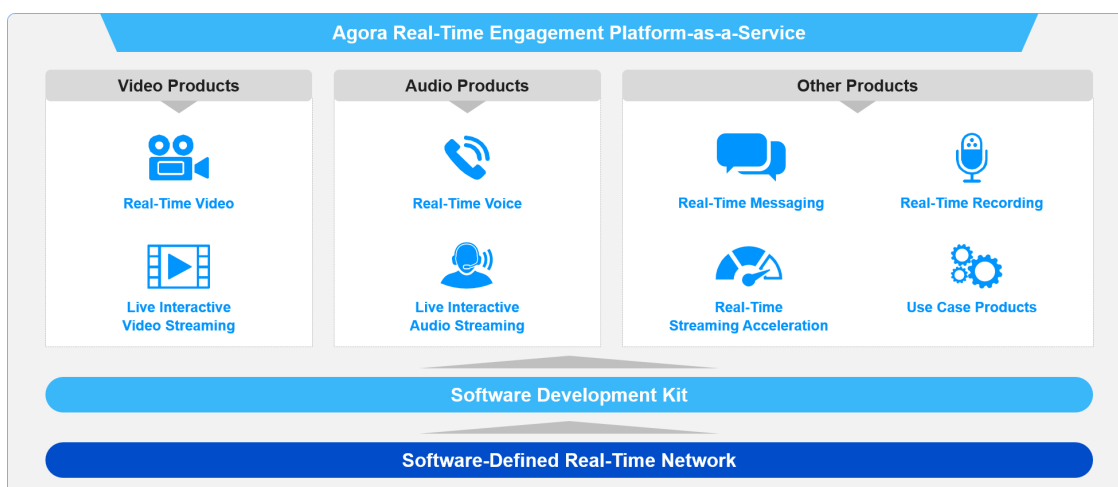 Agora Real-Time Engagement Platform-as-a-Service
Video Products
Audio Products
Other Products
Real-Time Video
Real-Time Voice
Real-Time Messaging
Real-Time Recording
Live Interactive
Video Streaming
Live Interactive
Audio Streaming
Real-Time
Streaming Acceleration
Use Case Products
Software Development Kit
Software-Defined Real-Time Network